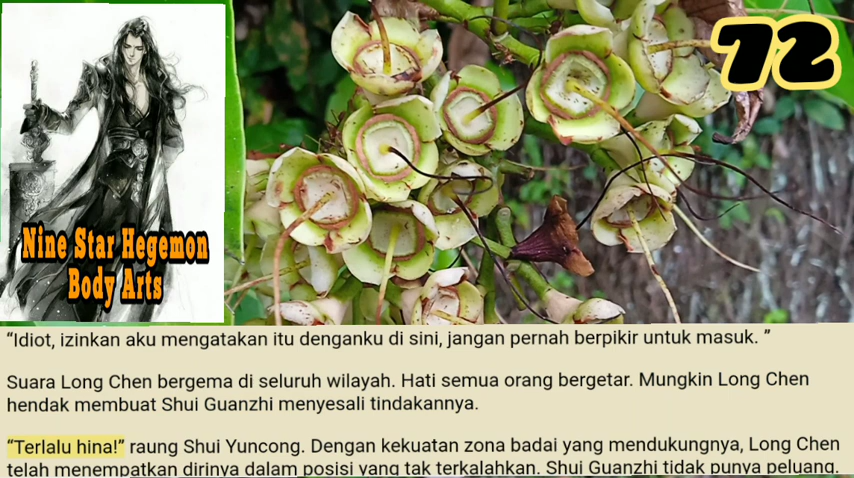 72
Nine Star Hegemon
Body Arts
“Idiot, izinkan aku mengatakan itu denganku di sini, jangan pernah berpikir untuk masuk. ”
Suara Long Chen bergema di seluruh wilayah. Hati semua orang bergetar. Mungkin Long Chen
hendak membuat Shui Guanzhi menyesali tindakannya.
“Terlalu hina!” raung Shui Yuncong. Dengan kekuatan zona badai yang mendukungnya, Long Chen
telah menempatkan dirinya dalam posisi yang tak terkalahkan. Shui Guanzhi tidak punya peluang.